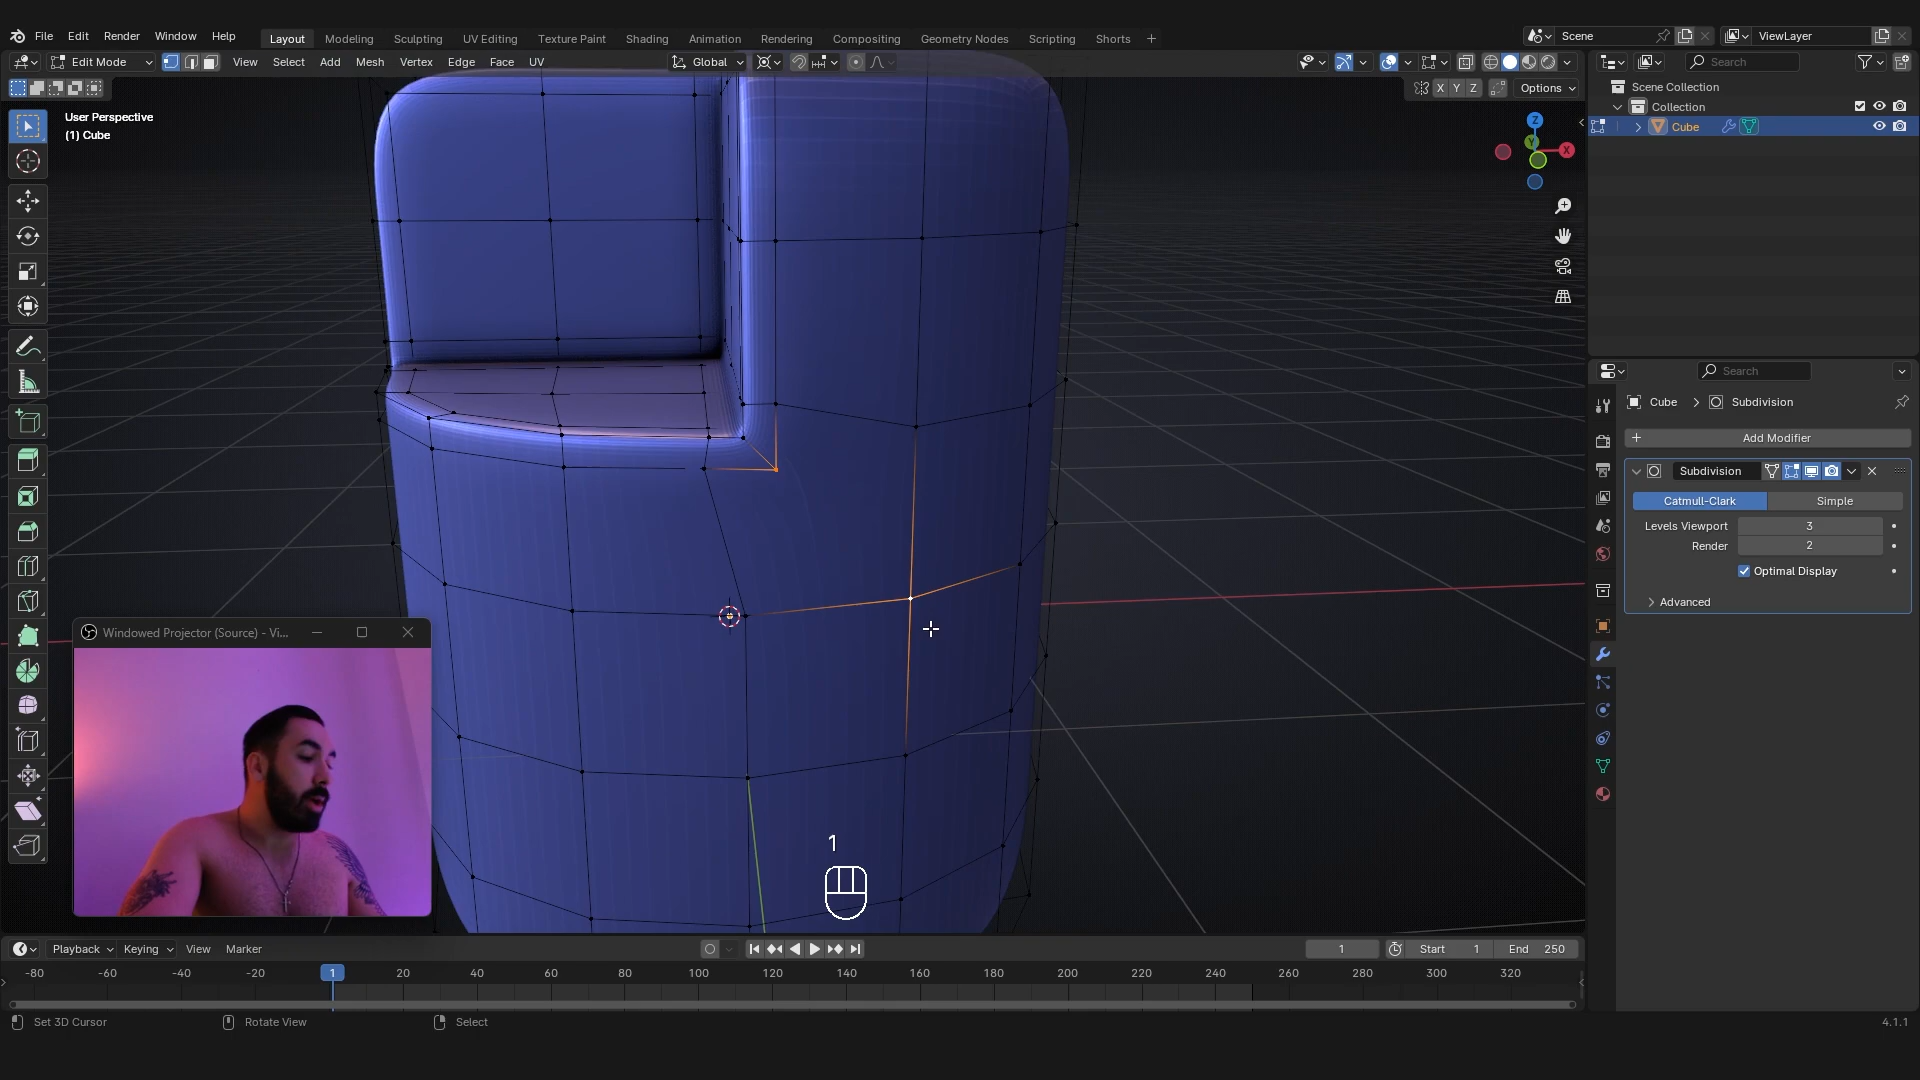 File Edit Render Window Help Layout Modeling Sculpting UV Editing Texture Paint Shading Animation Rendering Compositing Geometry Nodes Scripting Shorts + Scene ViewLayer
Edit Mode View Select Add Mesh Vertex Edge Face UV Global Search
X Y Z Options
User Perspective
(1) Cube
Z
Y
X
Scene Collection
Collection
Cube
Search
Cube > Subdivision
+ Add Modifier
Subdivision
Catmull-Clark Simple
Levels Viewport 3
Render 2
Optimal Display
Advanced
Windowed Projector (Source) - Vi...
1
Playback Keying View Marker 1 Start 1 End 250
-80 -60 -40 -20 1 20 40 60 80 100 120 140 160 180 200 220 240 260 280 300 320
Set 3D Cursor Rotate View Select 4.1.1